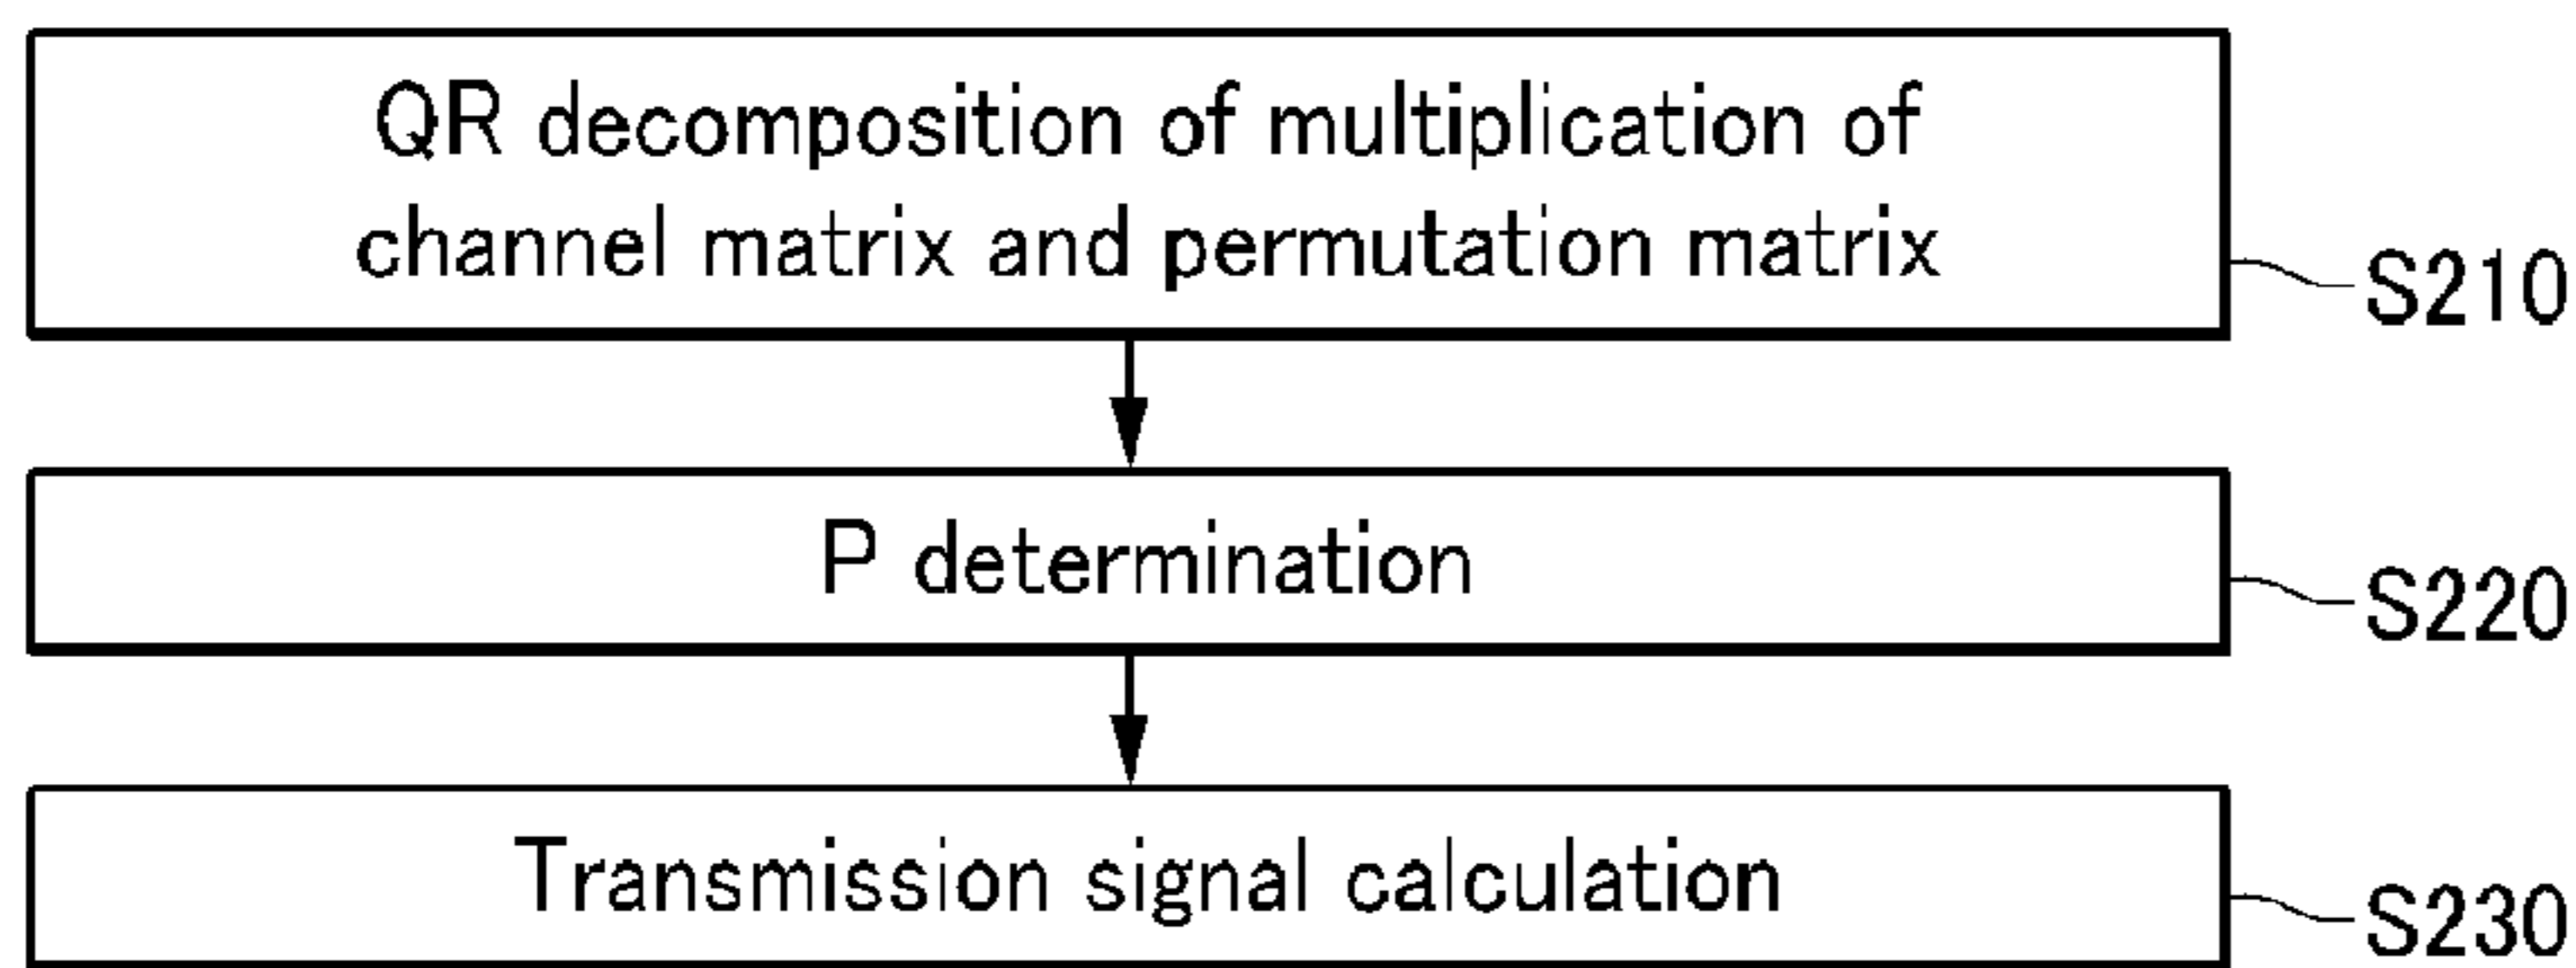 QR decomposition of multiplication of
channel matrix and permutation matrix
S210
P determination
S220
Transmission signal calculation
S230